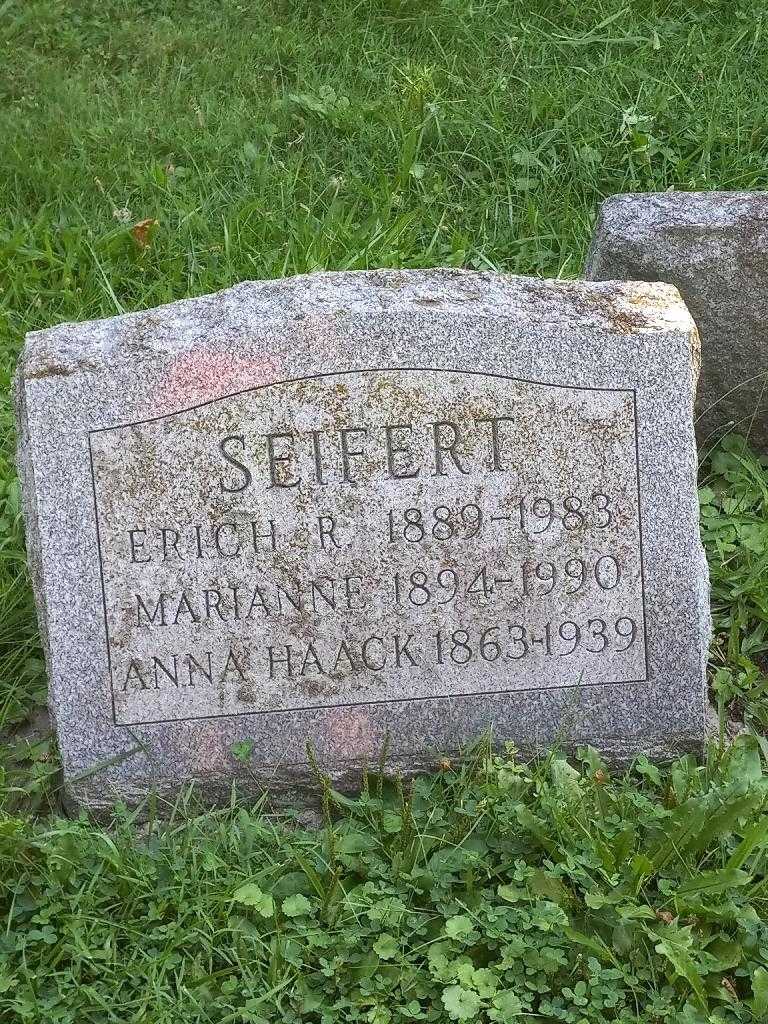 SEIFERT
ERICH R 1889-1983
MARIANNE 1894-1990
ANNA HAACK 1863-1939